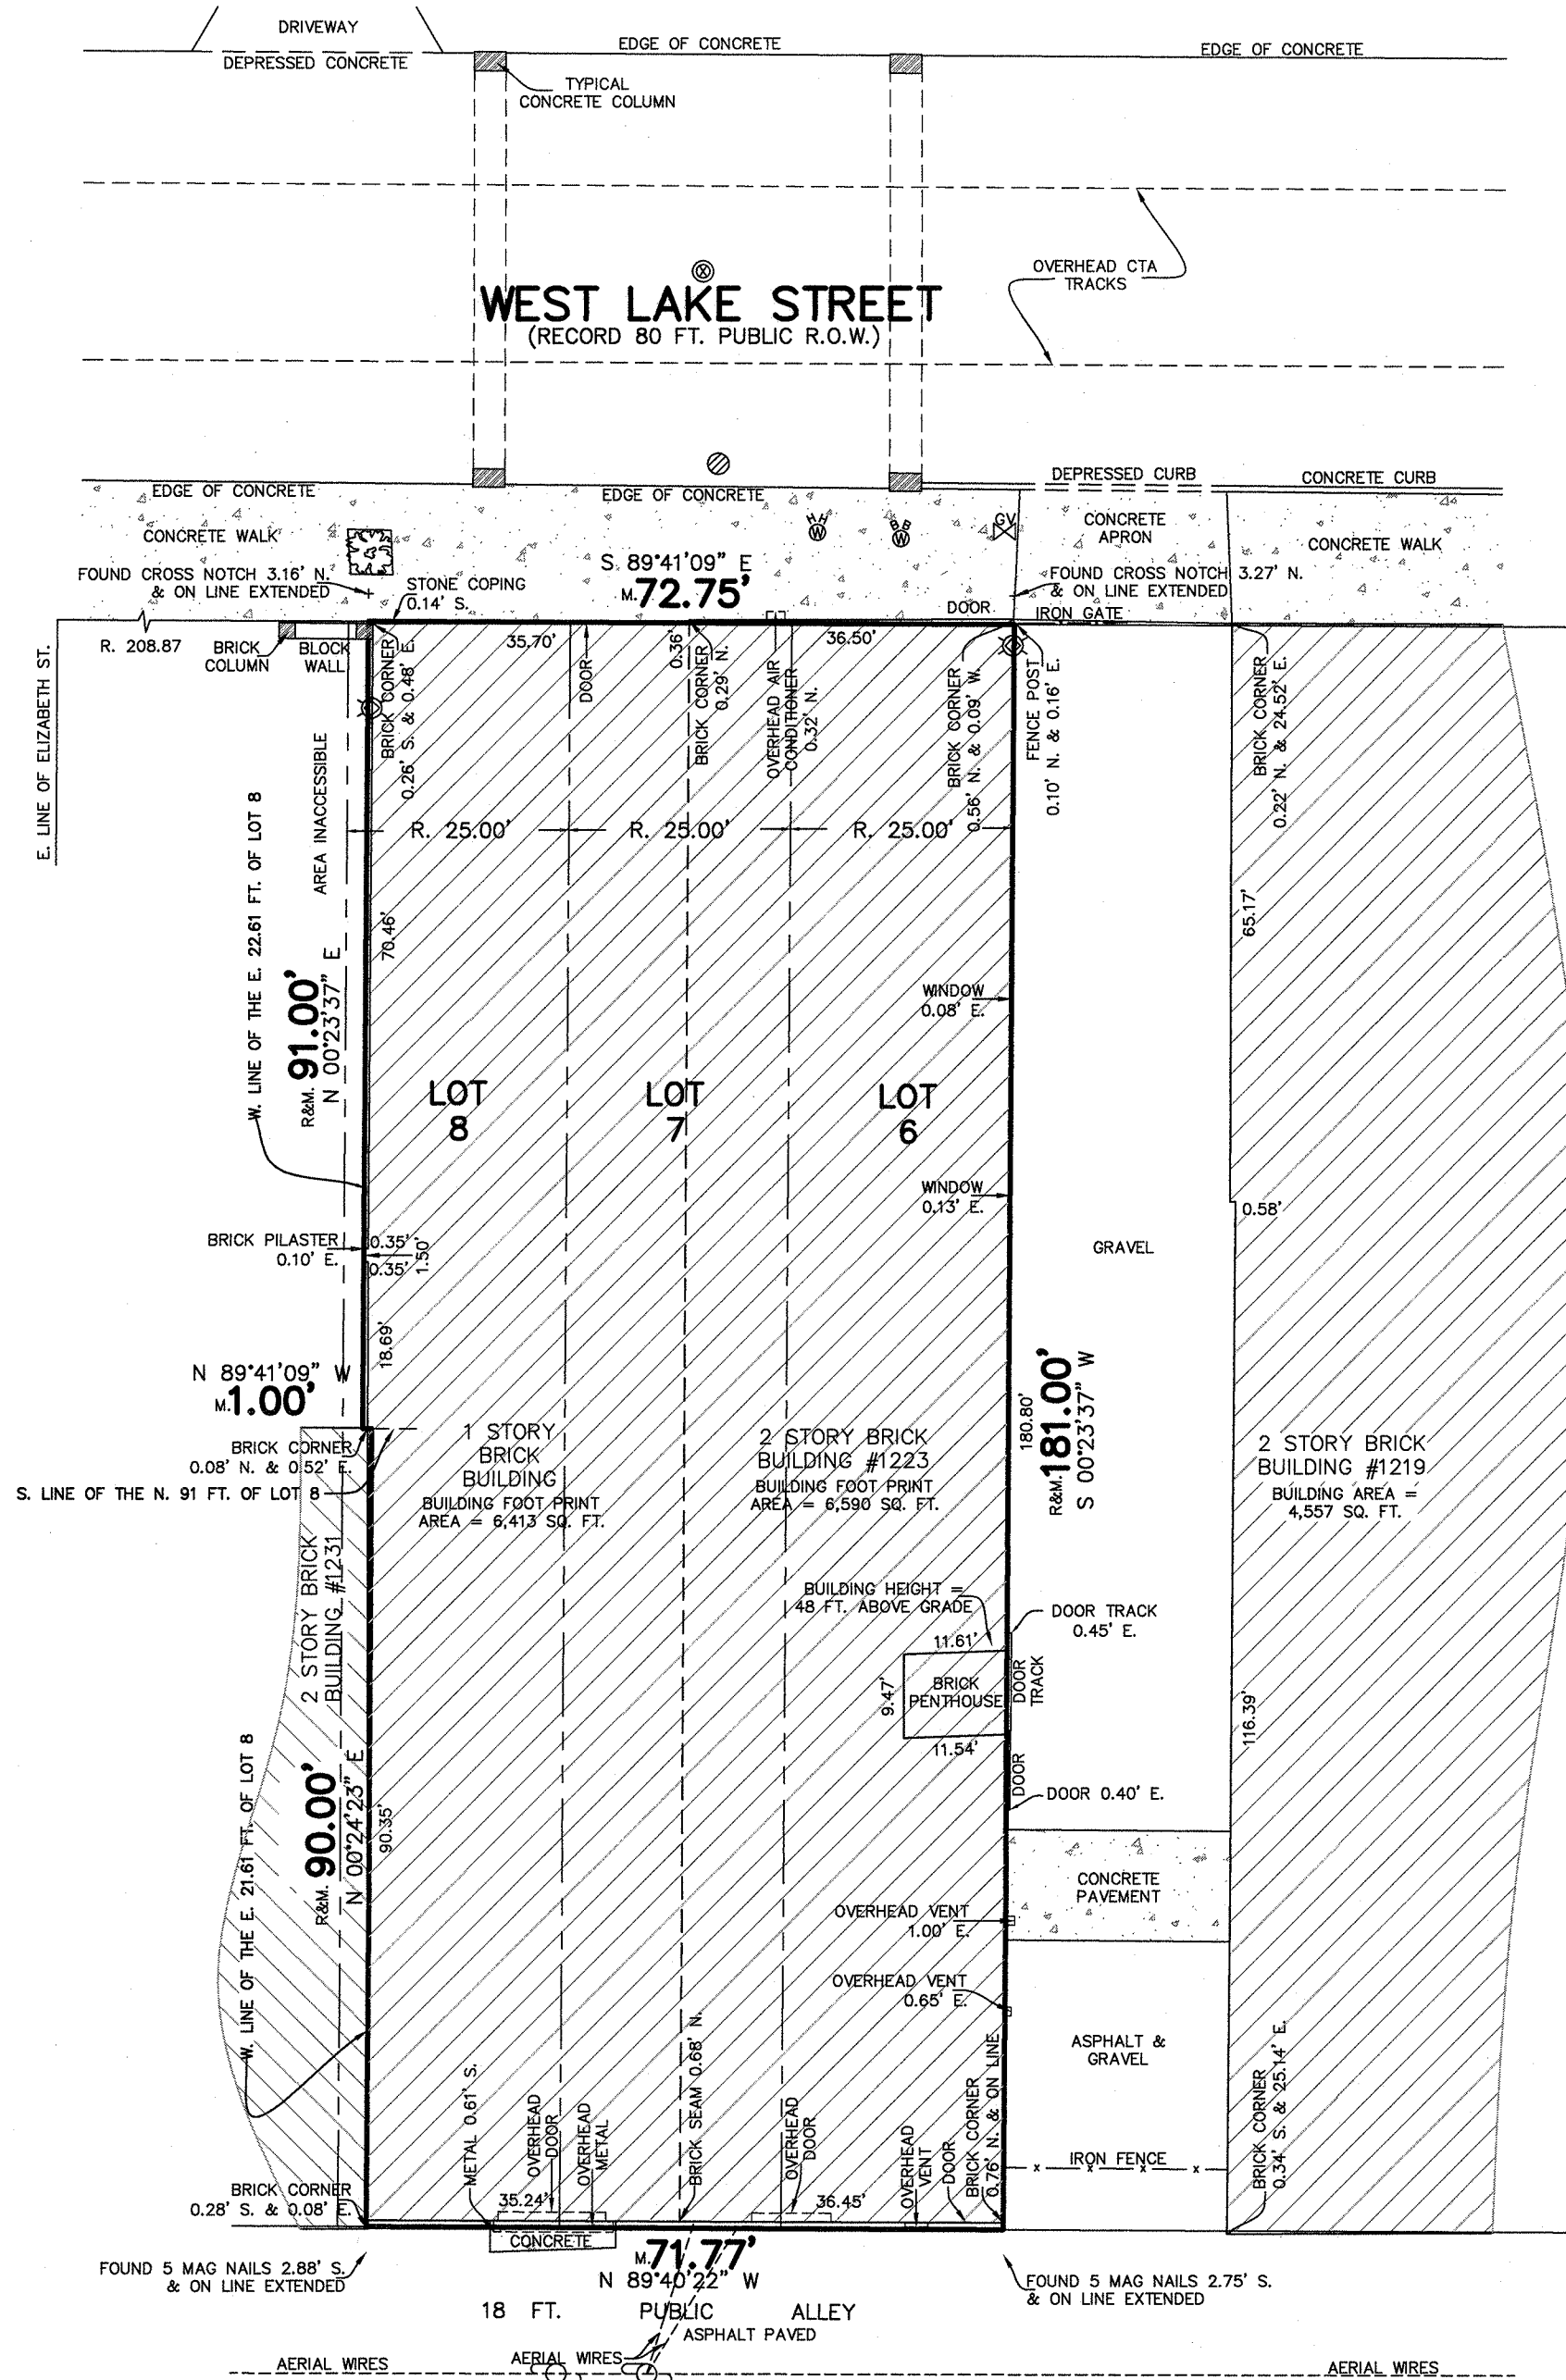 DRIVEWAY
DEPRESSED CONCRETE
EDGE OF CONCRETE
EDGE OF CONCRETE
TYPICAL
CONCRETE COLUMN
OVERHEAD CTA
TRACKS
WEST LAKE STREET
(RECORD 80 FT. PUBLIC R.O.W.)
EDGE OF CONCRETE
EDGE OF CONCRETE
DEPRESSED CURB
CONCRETE CURB
CONCRETE WALK
HH
W
BB
W
GV
CONCRETE
APRON
CONCRETE WALK
FOUND CROSS NOTCH 3.16' N.
& ON LINE EXTENDED
STONE COPING
0.14' S.
S. 89°41'09" E
M. 72.75'
FOUND CROSS NOTCH 3.27' N.
& ON LINE EXTENDED
DOOR
IRON GATE
E. LINE OF ELIZABETH ST.
R. 208.87
BRICK
COLUMN
BLOCK
WALL
BRICK CORNER
0.26' S. & 0.48' E.
35.70'
DOOR
0.36'
BRICK CORNER
0.29' N.
OVERHEAD AIR
CONDITIONER
0.32' N.
36.50'
BRICK CORNER
0.56' N. & 0.09' W.
FENCE POST
0.10' N. & 0.16' E.
BRICK CORNER
0.22' N. & 24.52' E.
AREA INACCESSIBLE
R. 25.00'
R. 25.00'
R. 25.00'
W. LINE OF THE E. 22.61 FT. OF LOT 8
70.46'
65.17'
R&M. 91.00'
N 00°23'37" E
WINDOW
0.08' E.
LOT
8
LOT
7
LOT
6
WINDOW
0.13' E.
0.58'
BRICK PILASTER
0.10' E.
0.35'
0.35'
1.50'
GRAVEL
18.69'
N 89°41'09" W
M. 1.00'
180.80'
R&M. 181.00'
S 00°23'37" W
BRICK CORNER
0.08' N. & 0.52' E.
S. LINE OF THE N. 91 FT. OF LOT 8
1 STORY
BRICK
BUILDING
BUILDING FOOT PRINT
AREA = 6,413 SQ. FT.
2 STORY BRICK
BUILDING #1223
BUILDING FOOT PRINT
AREA = 6,590 SQ. FT.
2 STORY BRICK
BUILDING #1219
BUILDING AREA =
4,557 SQ. FT.
2 STORY BRICK
BUILDING #1231
BUILDING HEIGHT =
48 FT. ABOVE GRADE
DOOR TRACK
0.45' E.
11.61'
9.47'
BRICK
PENTHOUSE
DOOR
TRACK
11.54'
116.39'
DOOR
DOOR 0.40' E.
W. LINE OF THE E. 21.61 FT. OF LOT 8
R&M. 90.00'
N 00°24'23" E
90.35'
CONCRETE
PAVEMENT
OVERHEAD VENT
1.00' E.
OVERHEAD VENT
0.65' E.
ASPHALT &
GRAVEL
METAL 0.61' S.
OVERHEAD
DOOR
OVERHEAD
METAL
BRICK SEAM 0.68' N.
OVERHEAD
DOOR
OVERHEAD
VENT
DOOR
BRICK CORNER
0.76' N. & ON LINE
IRON FENCE
x x x x
BRICK CORNER
0.34' S. & 25.14' E.
BRICK CORNER
0.28' S. & 0.08' E.
35.24'
36.45'
CONCRETE
M. 71.77'
N 89°40'22" W
FOUND 5 MAG NAILS 2.88' S.
& ON LINE EXTENDED
FOUND 5 MAG NAILS 2.75' S.
& ON LINE EXTENDED
18 FT. PUBLIC ALLEY
ASPHALT PAVED
AERIAL WIRES
AERIAL WIRES
AERIAL WIRES